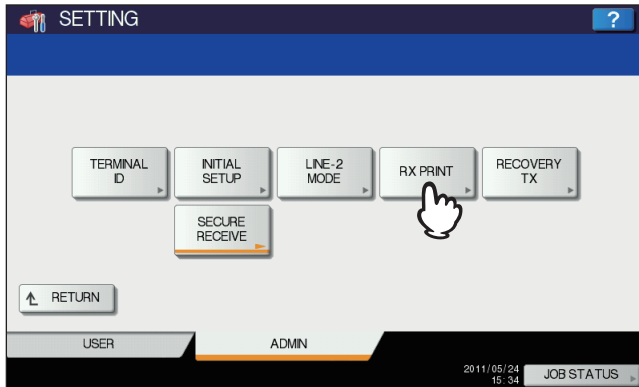 SETTING
?
TERMINAL
ID
INITIAL
SETUP
LINE-2
MODE
RX PRINT
RECOVERY
TX
SECURE
RECEIVE
RETURN
USER
ADMIN
2011/05/24
15:34
JOB STATUS